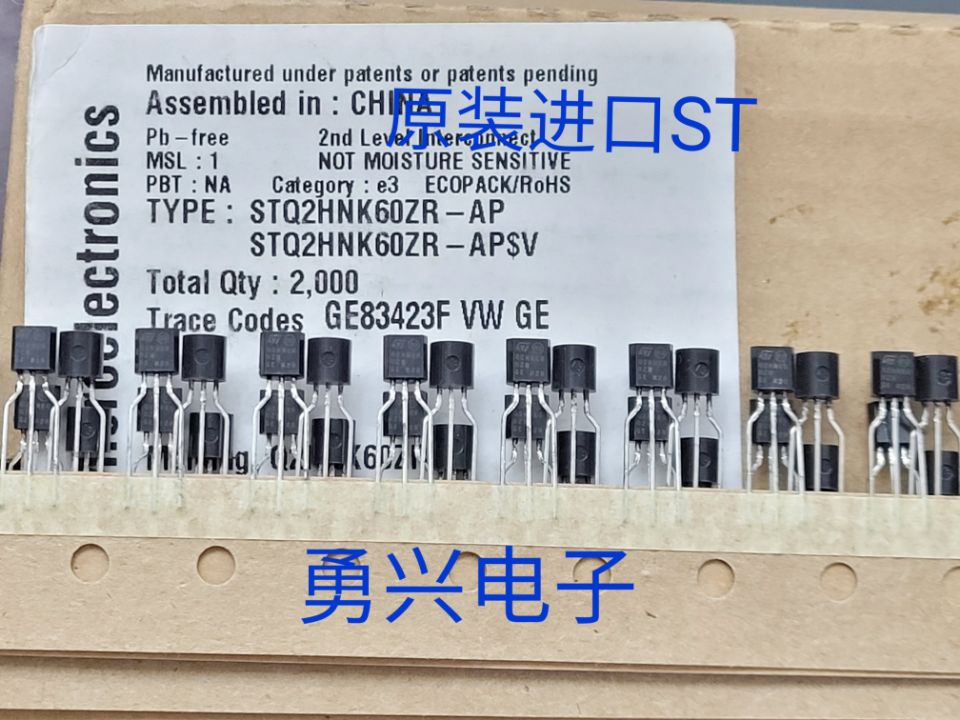 Manufactured under patents or patents pending
Assembled in : CHINA
原装进口ST
Pb-free 2nd Level Interconnect
MSL : 1 NOT MOISTURE SENSITIVE
PBT : NA Category : e3 ECOPACK/RoHS
TYPE : STQ2HNK60ZR-AP
STQ2HNK60ZR-AP$V
Total Qty : 2,000
Trace Codes GE83423F VW GE
electronics
勇兴电子